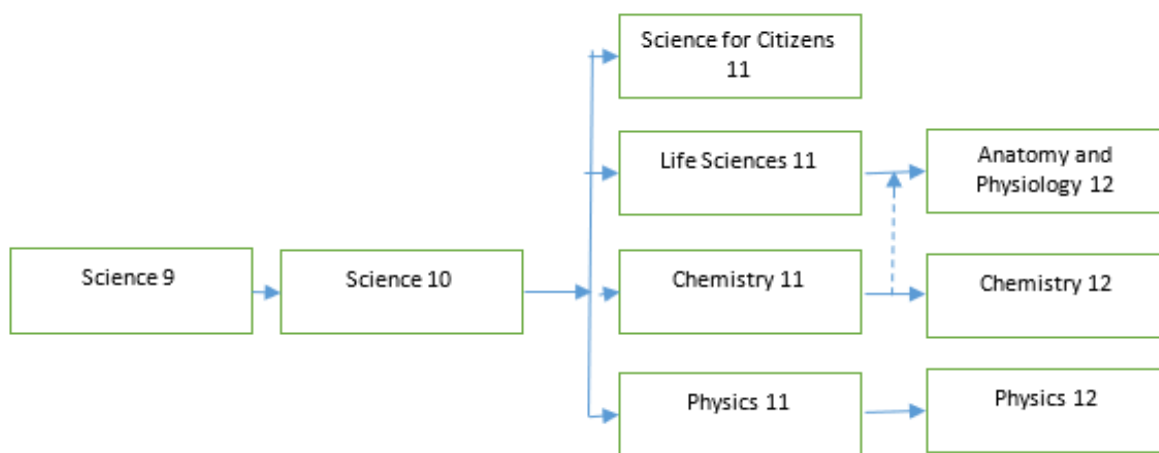 Science for Citizens
11
Life Sciences 11
Anatomy and
Physiology 12
Science 9
Science 10
Chemistry 11
Chemistry 12
Physics 11
Physics 12